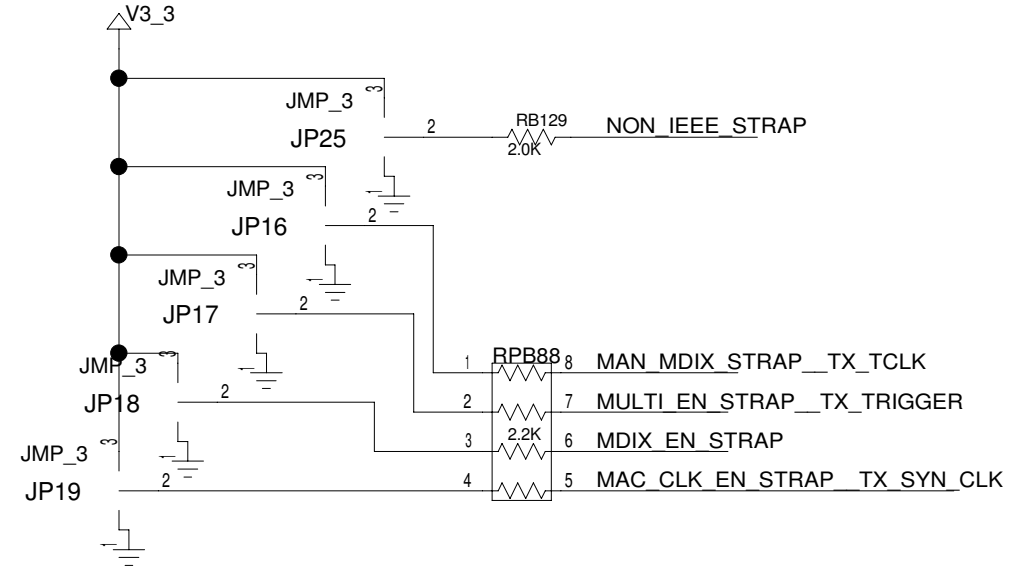 V3_3
3
JMP_3
JP25
2
RB129
2.0K
NON_IEEE_STRAP
3
JMP_3
JP16
2
3
JMP_3
JP17
2
3
JMP_3
JP18
2
3
JMP_3
JP19
2
RPB88
1 8 MAN_MDIX_STRAP__TX_TCLK
2 7 MULTI_EN_STRAP__TX_TRIGGER
2.2K
3 6 MDIX_EN_STRAP
4 5 MAC_CLK_EN_STRAP__TX_SYN_CLK